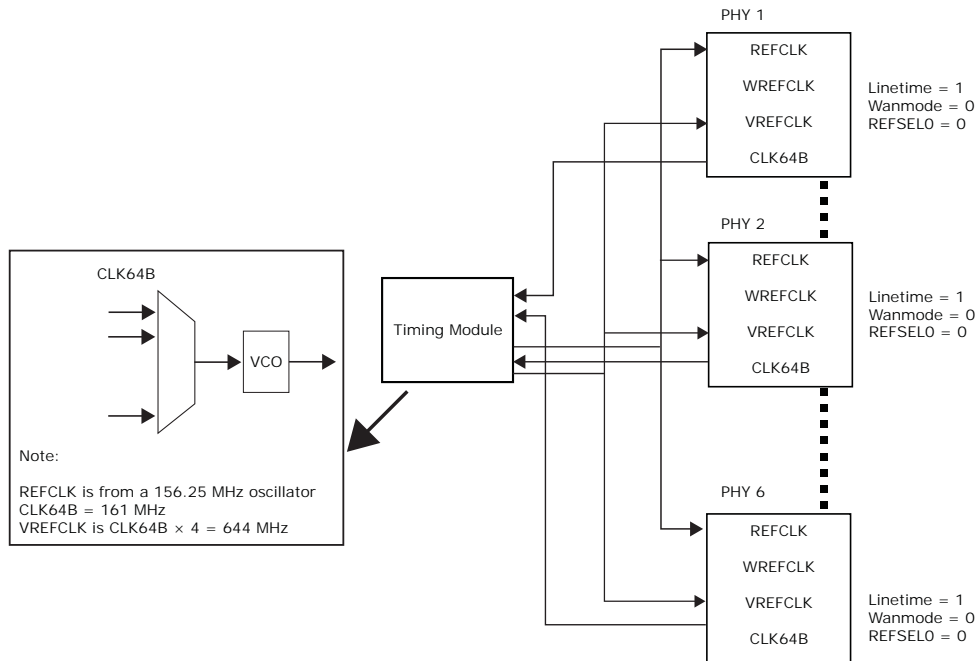 PHY 1
REFCLK
WREFCLK
VREFCLK
CLK64B
Linetime = 1
Wanmode = 0
REFSEL0 = 0
PHY 2
REFCLK
WREFCLK
VREFCLK
CLK64B
Linetime = 1
Wanmode = 0
REFSEL0 = 0
Timing Module
CLK64B
VCO
Note:
REFCLK is from a 156.25 MHz oscillator
CLK64B = 161 MHz
VREFCLK is CLK64B × 4 = 644 MHz
PHY 6
REFCLK
WREFCLK
VREFCLK
CLK64B
Linetime = 1
Wanmode = 0
REFSEL0 = 0